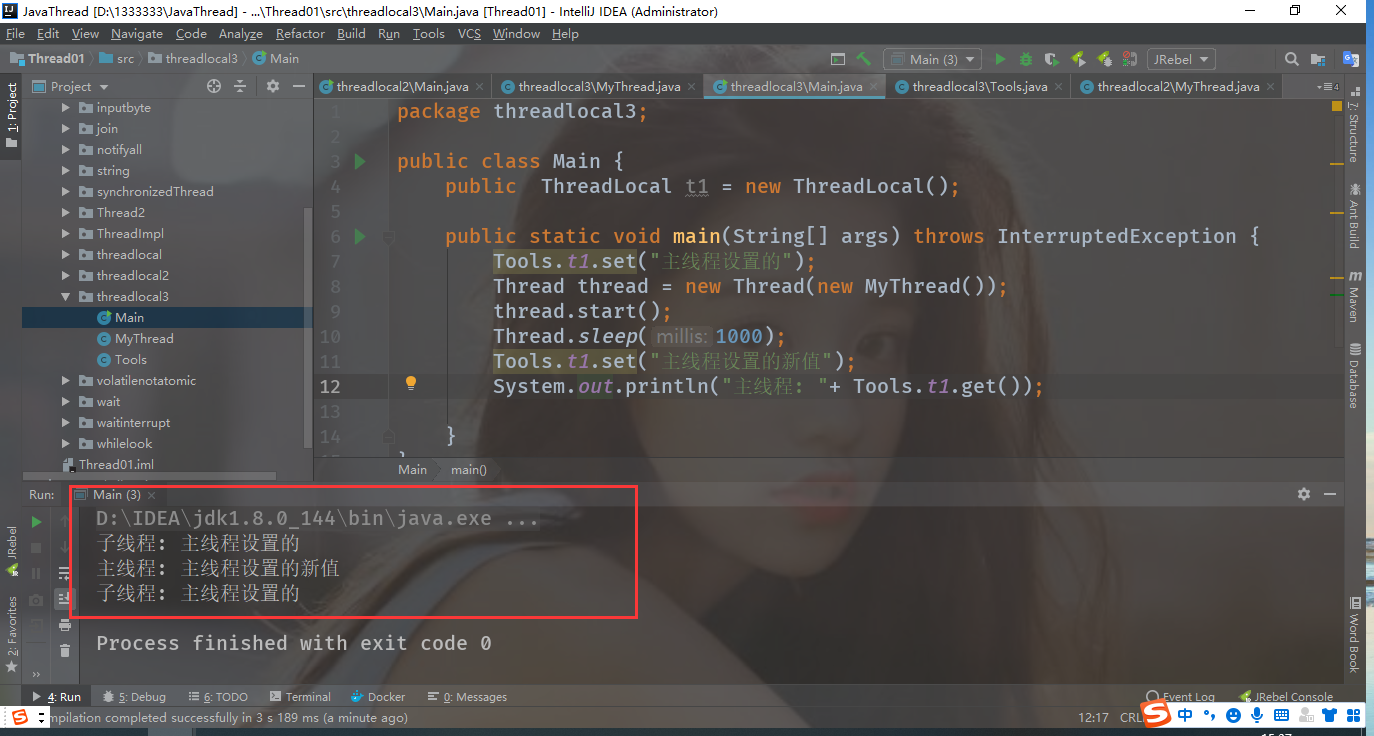 JavaThread [D:\1333333\JavaThread] - ...\Thread01\src\threadlocal3\Main.java [Thread01] - IntelliJ IDEA (Administrator)
File Edit View Navigate Code Analyze Refactor Build Run Tools VCS Window Help
Thread01 src threadlocal3 Main Main (3) JRebel
1: Project
Project
threadlocal2\Main.java threadlocal3\MyThread.java threadlocal3\Main.java threadlocal3\Tools.java threadlocal2\MyThread.java
inputbyte
join
notifyall
string
synchronizedThread
Thread2
ThreadImpl
threadlocal
threadlocal2
threadlocal3
Main
MyThread
Tools
volatilenotatomic
wait
waitinterrupt
whilelook
Thread01.iml
1 package threadlocal3;
2
3 public class Main {
4 public ThreadLocal t1 = new ThreadLocal();
5
6 public static void main(String[] args) throws InterruptedException {
7 Tools.t1.set("主线程设置的");
8 Thread thread = new Thread(new MyThread());
9 thread.start();
10 Thread.sleep( millis: 1000);
11 Tools.t1.set("主线程设置的新值");
12 System.out.println("主线程: "+ Tools.t1.get());
13
14 }
Main main()
7: Structure
Ant Build
Maven
Database
Word Book
Run: Main (3)
D:\IDEA\jdk1.8.0_144\bin\java.exe ...
子线程: 主线程设置的
主线程: 主线程设置的新值
子线程: 主线程设置的
Process finished with exit code 0
JRebel
2: Favorites
4: Run 5: Debug 6: TODO Terminal Docker 0: Messages Event Log JRebel Console
mpilation completed successfully in 3 s 189 ms (a minute ago) 12:17 CRL
中